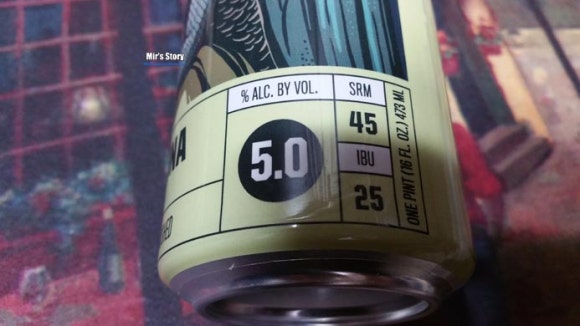 Mir's Story
% ALC. BY VOL.
5.0
SRM
45
IBU
25
ONE PINT (16 FL. OZ.) 473 ML